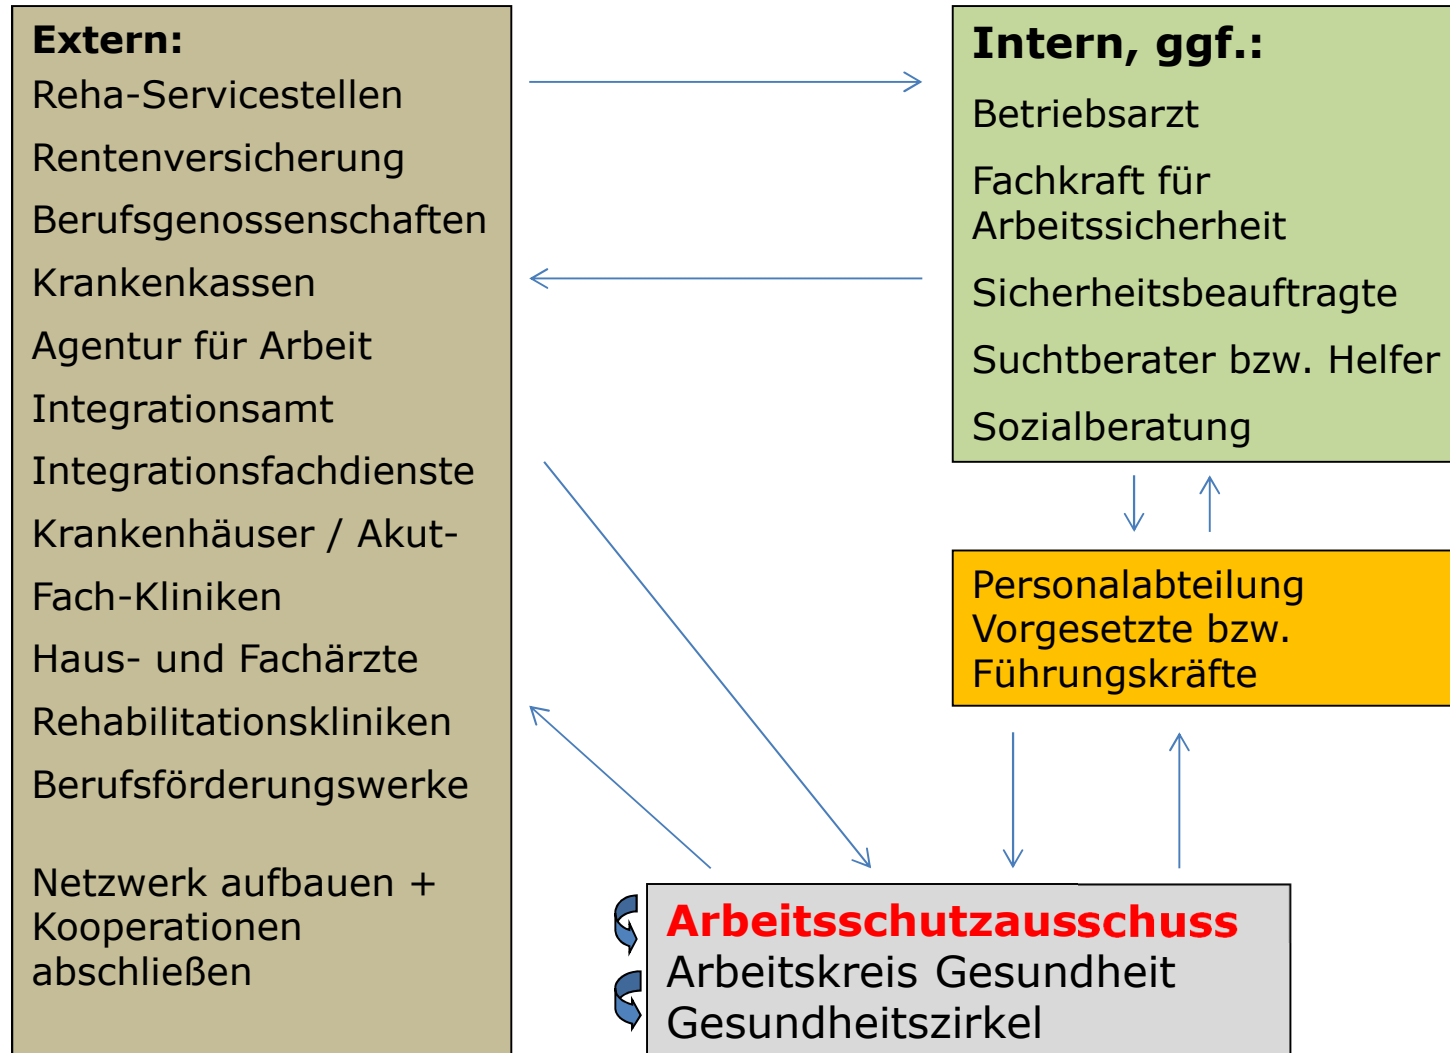 Extern:
Reha-Servicestellen
Rentenversicherung
Berufsgenossenschaften
Krankenkassen
Agentur für Arbeit
Integrationsamt
Integrationsfachdienste
Krankenhäuser / Akut-
Fach-Kliniken
Haus- und Fachärzte
Rehabilitationskliniken
Berufsförderungswerke
Netzwerk aufbauen +
Kooperationen
abschließen
Intern, ggf.:
Betriebsarzt
Fachkraft für
Arbeitssicherheit
Sicherheitsbeauftragte
Suchtberater bzw. Helfer
Sozialberatung
Personalabteilung
Vorgesetzte bzw.
Führungskräfte
Arbeitsschutzausschuss
Arbeitskreis Gesundheit
Gesundheitszirkel